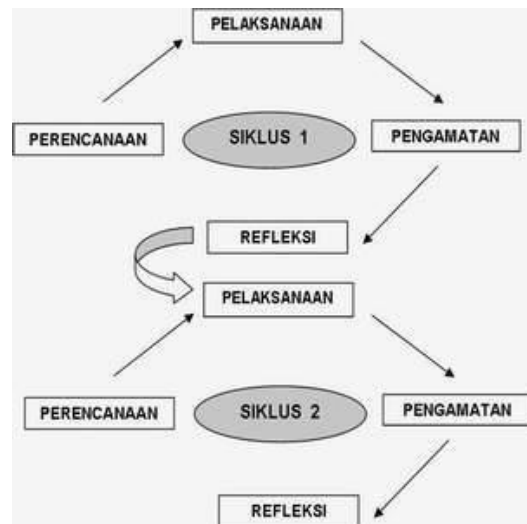 PELAKSANAAN
PERENCANAAN
SIKLUS 1
PENGAMATAN
REFLEKSI
PELAKSANAAN
PERENCANAAN
SIKLUS 2
PENGAMATAN
REFLEKSI